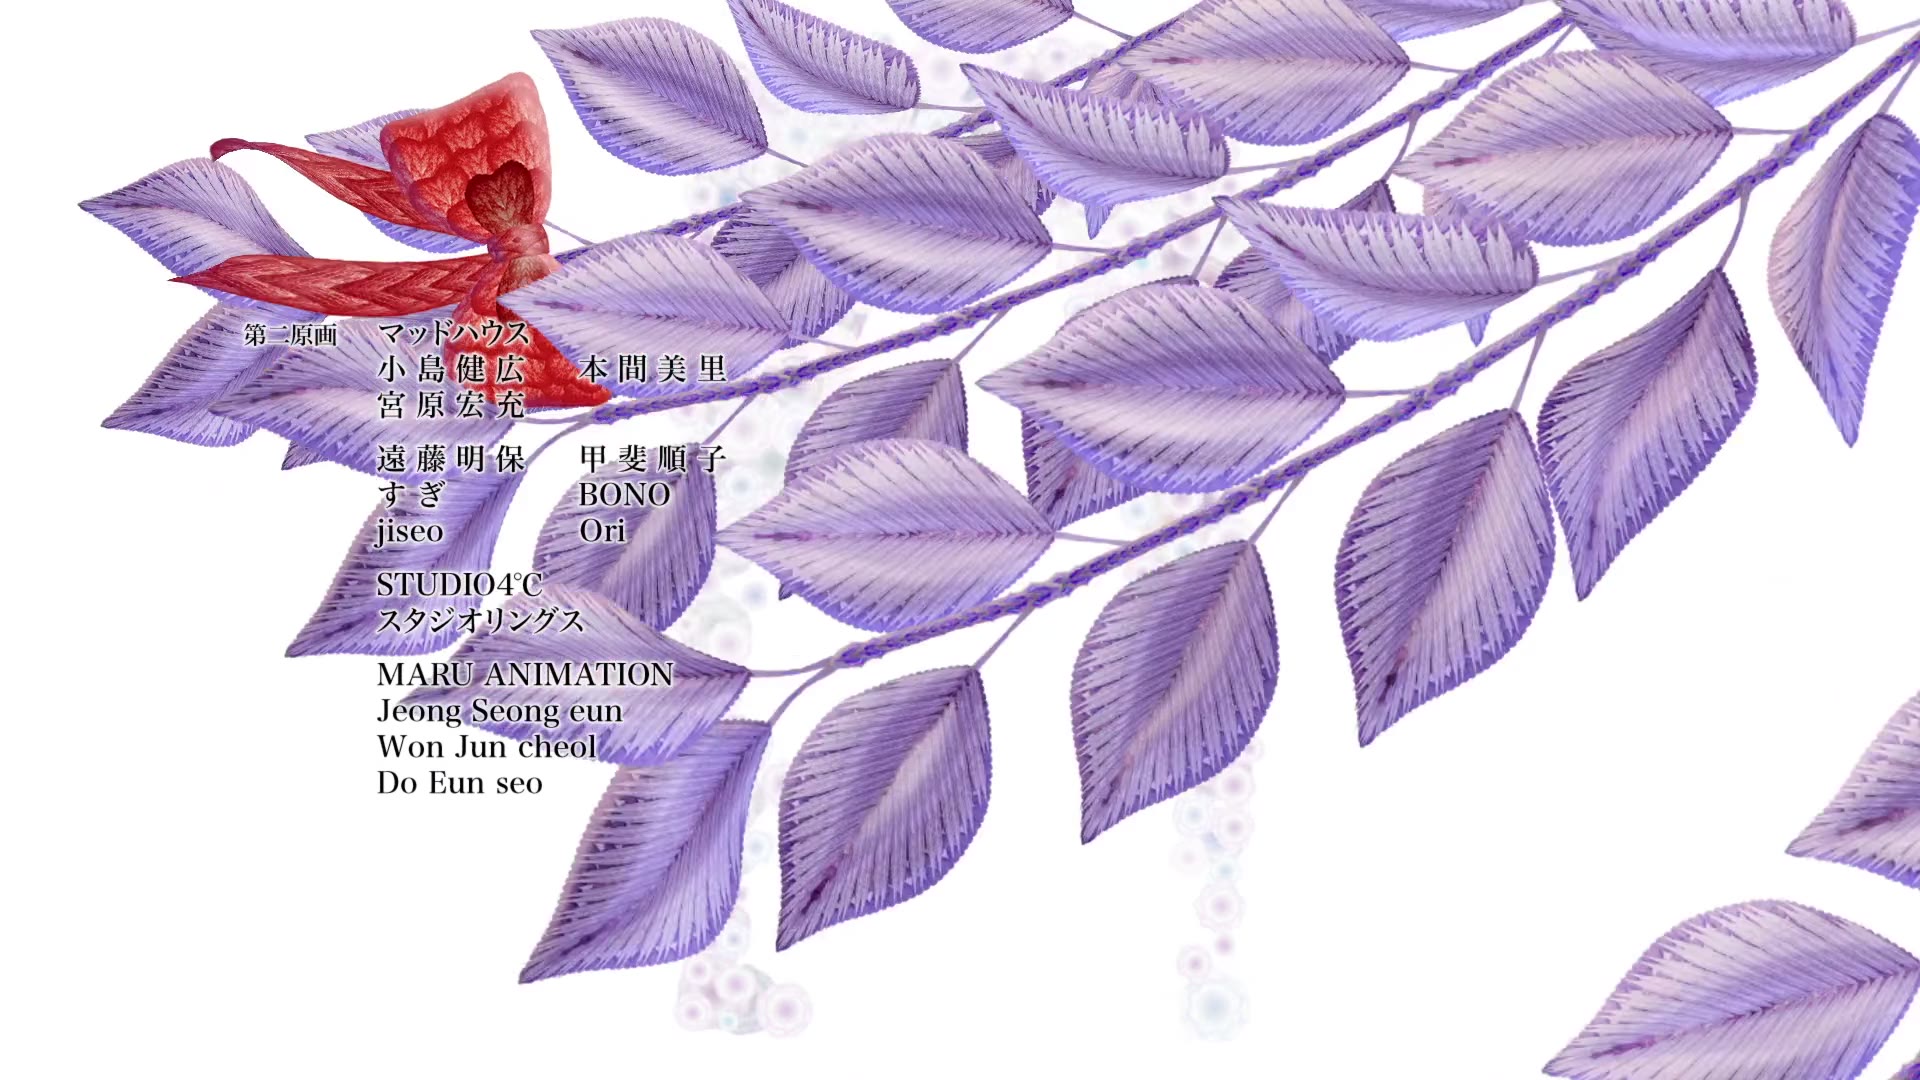 第二原画 マッドハウス
小島健広 本間美里
宮原宏充
遠藤明保 甲斐順子
すぎ BONO
jiseo Ori
STUDIO4℃
スタジオリングス
MARU ANIMATION
Jeong Seong eun
Won Jun cheol
Do Eun seo